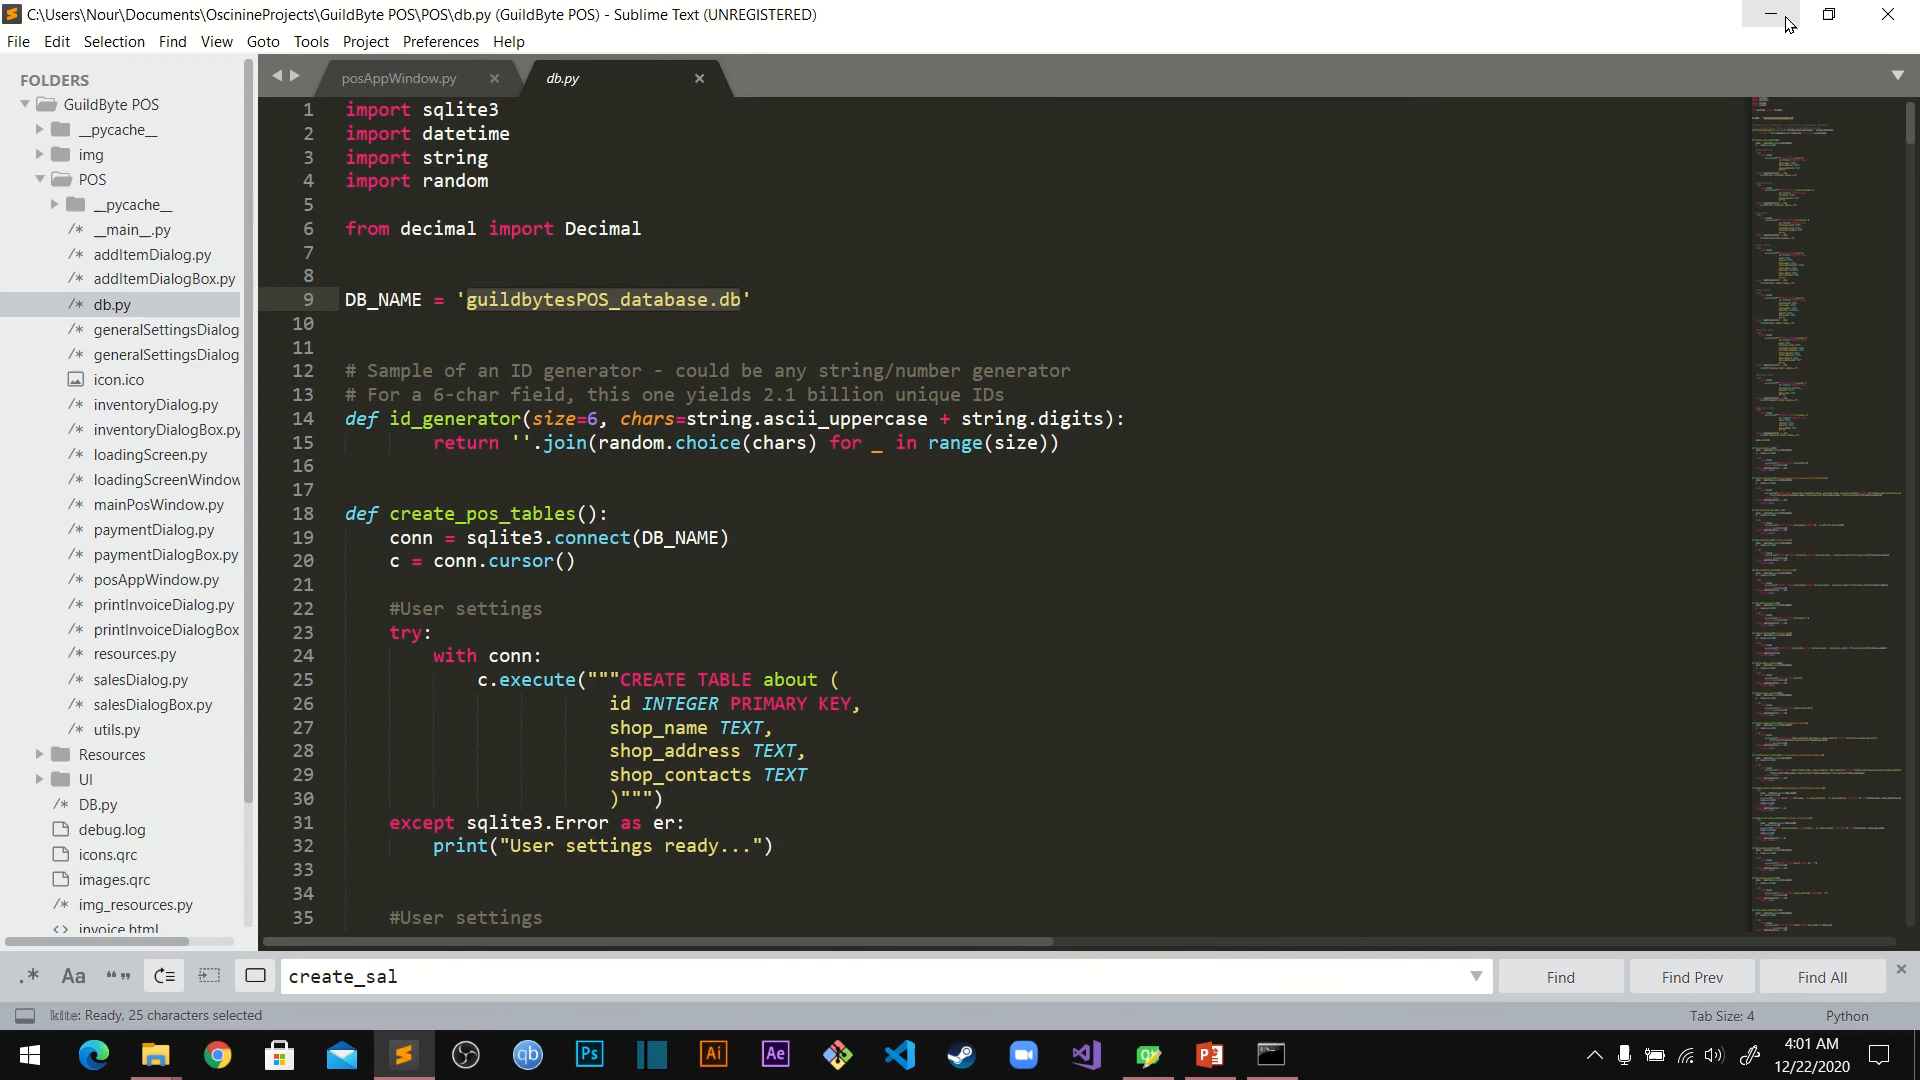 C:\Users\Nour\Documents\OscinineProjects\GuildByte POS\POS\db.py (GuildByte POS) - Sublime Text (UNREGISTERED)
File Edit Selection Find View Goto Tools Project Preferences Help
FOLDERS
GuildByte POS
__pycache__
img
POS
__pycache__
__main__.py
addItemDialog.py
addItemDialogBox.py
db.py
generalSettingsDialog
generalSettingsDialog
icon.ico
inventoryDialog.py
inventoryDialogBox.py
loadingScreen.py
loadingScreenWindow
mainPosWindow.py
paymentDialog.py
paymentDialogBox.py
posAppWindow.py
printInvoiceDialog.py
printInvoiceDialogBox
resources.py
salesDialog.py
salesDialogBox.py
utils.py
Resources
UI
DB.py
debug.log
icons.qrc
images.qrc
img_resources.py
invoice.html
posAppWindow.py
db.py
1 import sqlite3
2 import datetime
3 import string
4 import random
5
6 from decimal import Decimal
7
8
9 DB_NAME = 'guildbytesPOS_database.db'
10
11
12 # Sample of an ID generator - could be any string/number generator
13 # For a 6-char field, this one yields 2.1 billion unique IDs
14 def id_generator(size=6, chars=string.ascii_uppercase + string.digits):
15 return ''.join(random.choice(chars) for _ in range(size))
16
17
18 def create_pos_tables():
19 conn = sqlite3.connect(DB_NAME)
20 c = conn.cursor()
21
22 #User settings
23 try:
24 with conn:
25 c.execute("""CREATE TABLE about (
26 id INTEGER PRIMARY KEY,
27 shop_name TEXT,
28 shop_address TEXT,
29 shop_contacts TEXT
30 )""")
31 except sqlite3.Error as er:
32 print("User settings ready...")
33
34
35 #User settings
.* Aa “” create_sal Find Find Prev Find All
kite: Ready, 25 characters selected Tab Size: 4 Python
qb Ps Ai Ae
4:01 AM
12/22/2020